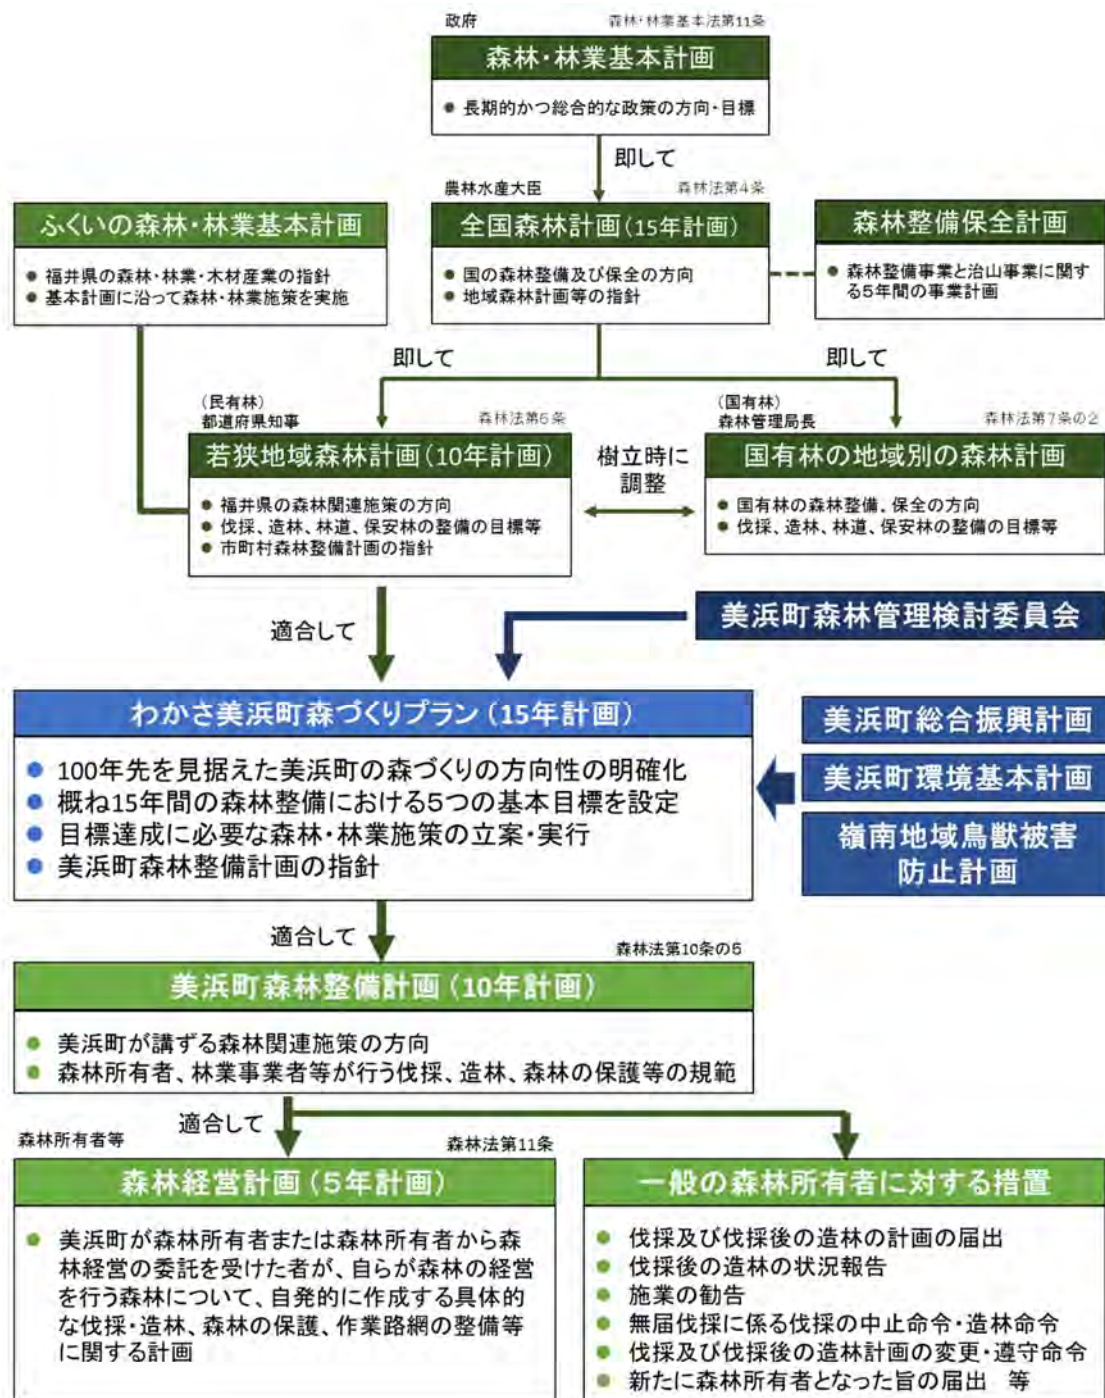 政府
森林・林業基本法第11条
森林・林業基本計画
● 長期的かつ総合的な政策の方向・目標
即して
農林水産大臣
森林法第4条
ふくいの森林・林業基本計画
● 福井県の森林・林業・木材産業の指針
● 基本計画に沿って森林・林業施策を実施
全国森林計画(15年計画)
● 国の森林整備及び保全の方向
● 地域森林計画等の指針
森林整備保全計画
● 森林整備事業と治山事業に関す
る5年間の事業計画
即して
即して
(民有林)
都道府県知事
森林法第5条
若狭地域森林計画(10年計画)
● 福井県の森林関連施策の方向
● 伐採、造林、林道、保安林の整備の目標等
● 市町村森林整備計画の指針
樹立時に
調整
(国有林)
森林管理局長
森林法第7条の2
国有林の地域別の森林計画
● 国有林の森林整備、保全の方向
● 伐採、造林、林道、保安林の整備の目標等
適合して
美浜町森林管理検討委員会
わかさ美浜町森づくりプラン(15年計画)
● 100年先を見据えた美浜町の森づくりの方向性の明確化
● 概ね15年間の森林整備における5つの基本目標を設定
● 目標達成に必要な森林・林業施策の立案・実行
● 美浜町森林整備計画の指針
美浜町総合振興計画
美浜町環境基本計画
嶺南地域鳥獣被害
防止計画
適合して
森林法第10条の5
美浜町森林整備計画(10年計画)
● 美浜町が講ずる森林関連施策の方向
● 森林所有者、林業事業者等が行う伐採、造林、森林の保護等の規範
適合して
森林所有者等
森林法第11条
森林経営計画(5年計画)
● 美浜町が森林所有者または森林所有者から森
林経営の委託を受けた者が、自らが森林の経営
を行う森林について、自発的に作成する具体的
な伐採・造林、森林の保護、作業路網の整備等
に関する計画
一般の森林所有者に対する措置
● 伐採及び伐採後の造林の計画の届出
● 伐採後の造林の状況報告
● 施業の勧告
● 無届伐採に係る伐採の中止命令・造林命令
● 伐採及び伐採後の造林計画の変更・遵守命令
● 新たに森林所有者となった旨の届出 等